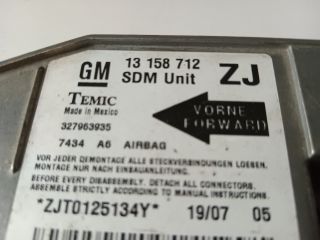 GM 13 158 712 ZJ
SDM Unit
TEMIC
Made in Mexico
VORNE
FORWARD
327963935
7434 A6 AIRBAG
VOR JEDER DEMONTAGE ALLE STECKVERBINDUNGEN LOESEN.
MONTAGE NUR NACH EINBAUANLEITUNG.
BEFORE EVERY DISASSEMBLY. DETACH ALL CONNECTORS.
ASSEMBLE STRICTLY ACCORDING TO MANUAL INSTRUCTIONS.
*ZJT0125134Y* 19/07 05